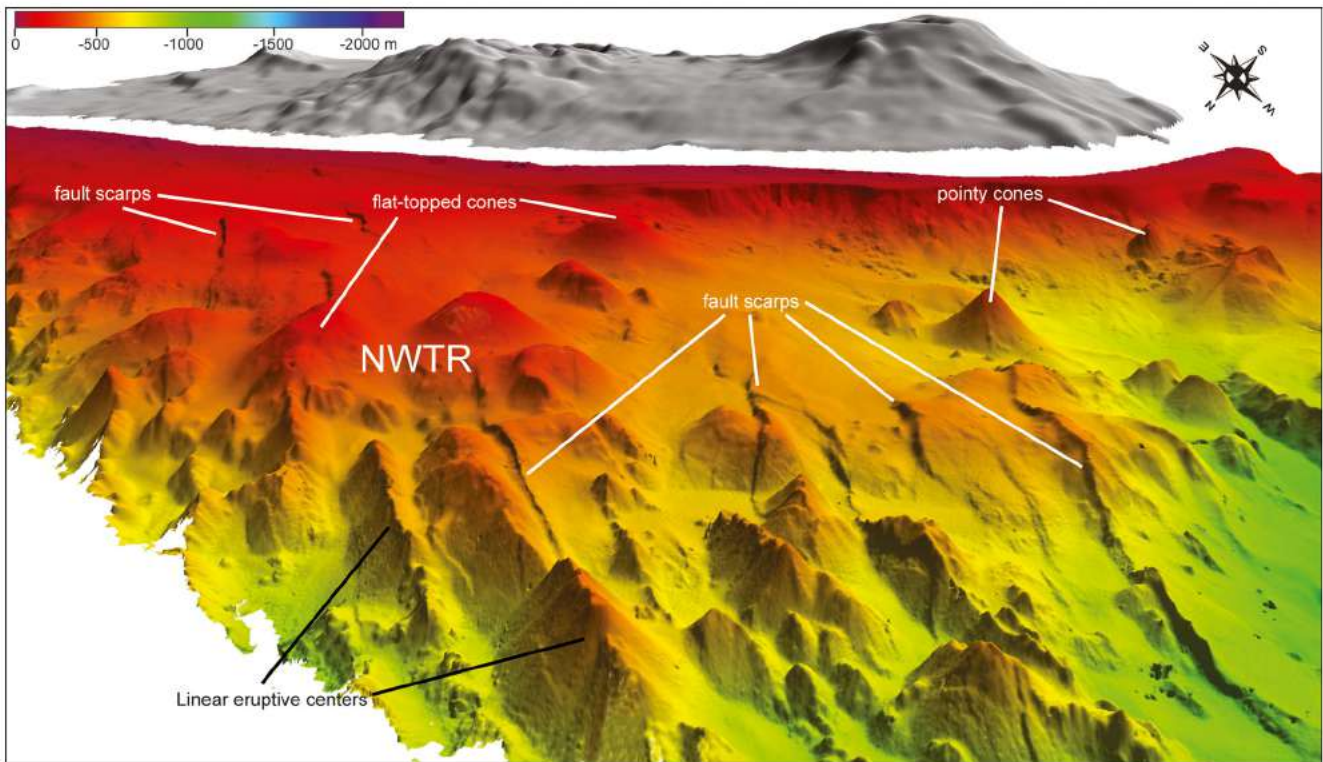 0 -500 -1000 -1500 -2000 m
E S
N W
fault scarps
flat-topped cones
pointy cones
fault scarps
NWTR
Linear eruptive centers